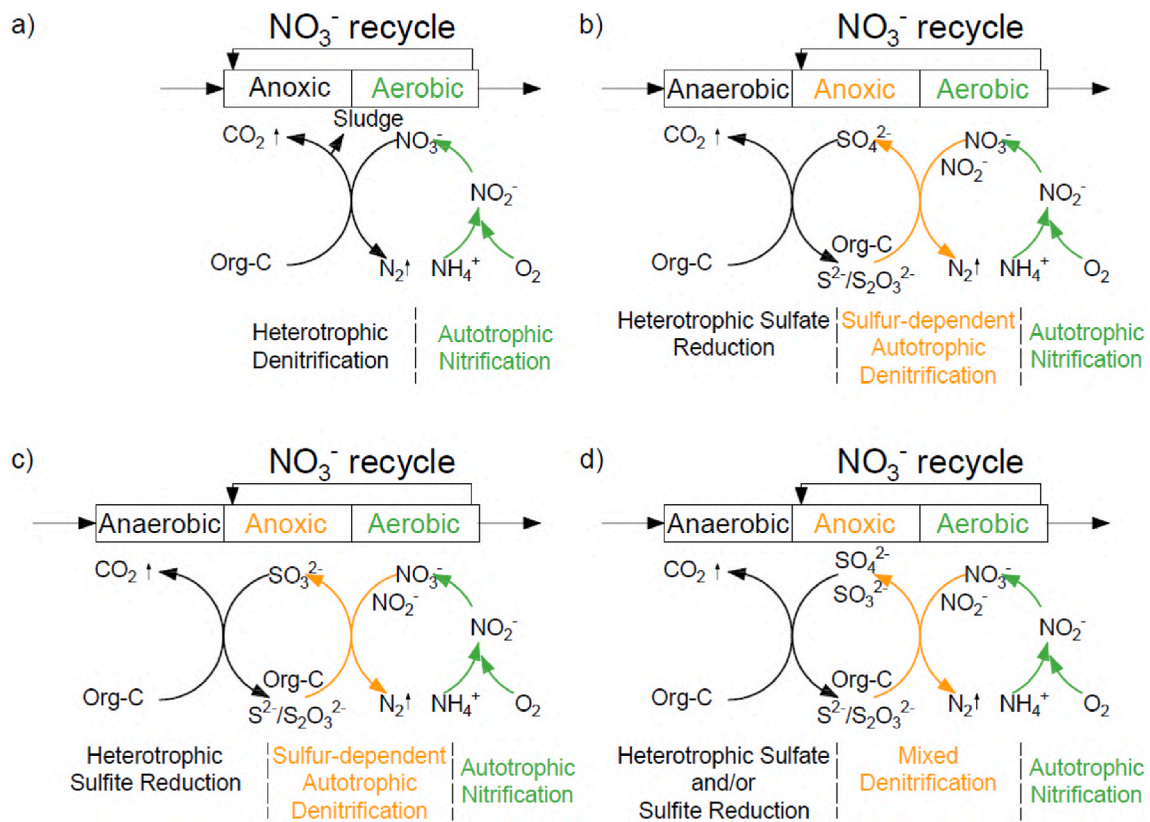 a)
NO₃⁻ recycle
Anoxic
Aerobic
CO₂ ↑
Sludge
NO₃⁻
NO₂⁻
Org-C
N₂↑
NH₄⁺
O₂
Heterotrophic
Denitrification
Autotrophic
Nitrification
b)
NO₃⁻ recycle
Anaerobic
Anoxic
Aerobic
CO₂ ↑
SO₄²⁻
NO₃⁻
NO₂⁻
NO₂⁻
Org-C
Org-C
S²⁻/S₂O₃²⁻
N₂↑
NH₄⁺
O₂
Heterotrophic Sulfate
Reduction
Sulfur-dependent
Autotrophic
Denitrification
Autotrophic
Nitrification
c)
NO₃⁻ recycle
Anaerobic
Anoxic
Aerobic
CO₂ ↑
SO₃²⁻
NO₃⁻
NO₂⁻
NO₂⁻
Org-C
Org-C
S²⁻/S₂O₃²⁻
N₂↑
NH₄⁺
O₂
Heterotrophic
Sulfite Reduction
Sulfur-dependent
Autotrophic
Denitrification
Autotrophic
Nitrification
d)
NO₃⁻ recycle
Anaerobic
Anoxic
Aerobic
CO₂ ↑
SO₄²⁻
SO₃²⁻
NO₃⁻
NO₂⁻
NO₂⁻
Org-C
Org-C
S²⁻/S₂O₃²⁻
N₂↑
NH₄⁺
O₂
Heterotrophic Sulfate
and/or
Sulfite Reduction
Mixed
Denitrification
Autotrophic
Nitrification